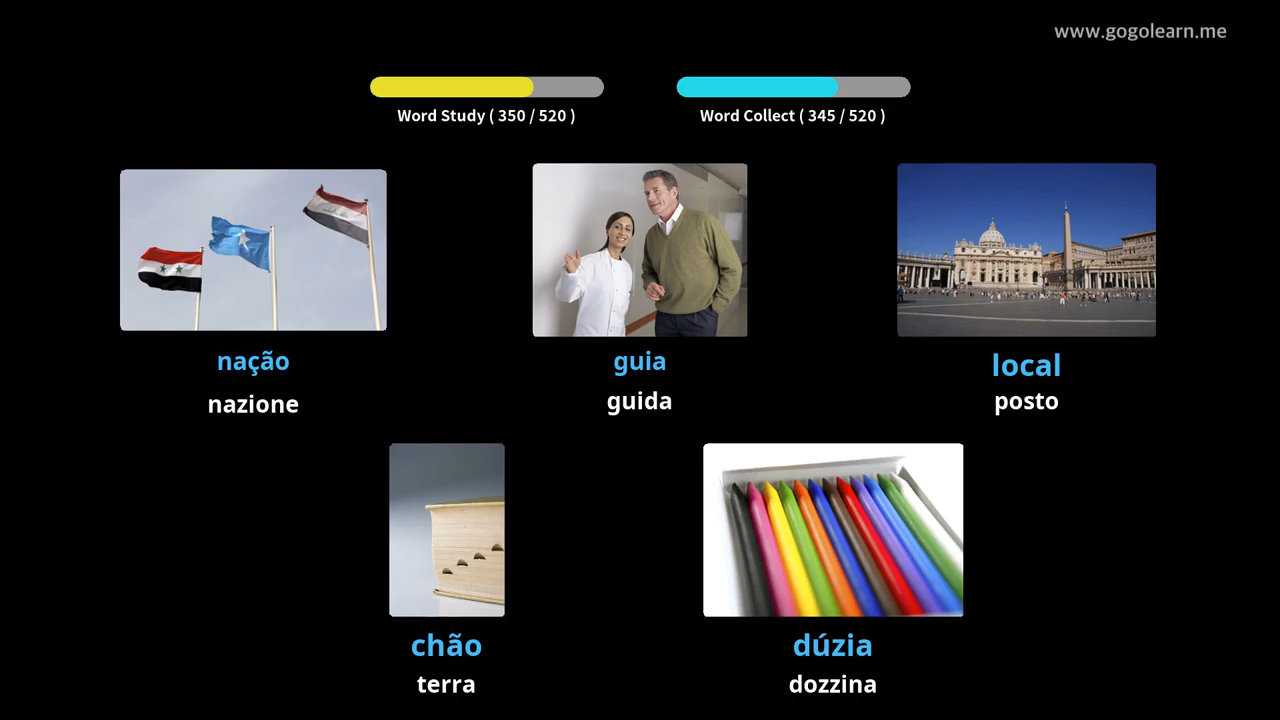 www.gogolearn.me
Word Study ( 350 / 520 )
Word Collect ( 345 / 520 )
nação
nazione
guia
guida
local
posto
chão
terra
dúzia
dozzina